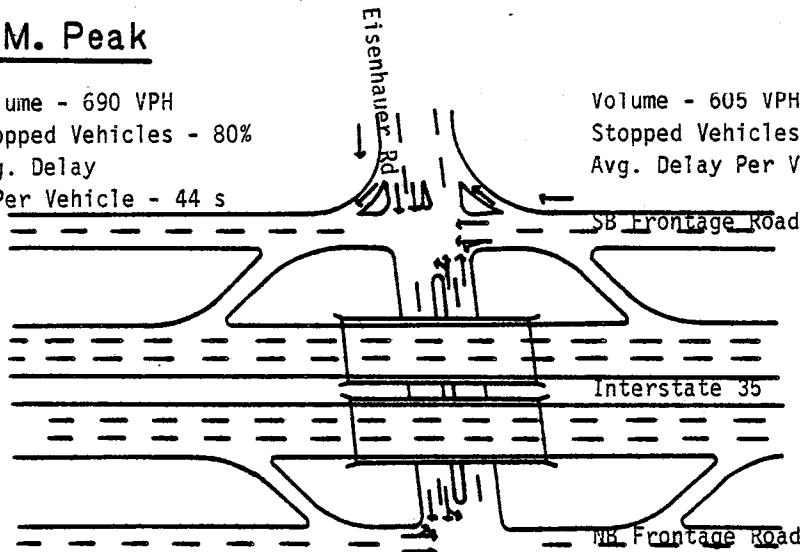 M. Peak
Eisenhauer Rd
ume - 690 VPH
opped Vehicles - 80%
g. Delay
Per Vehicle - 44 s
Volume - 605 VPH
Stopped Vehicles
Avg. Delay Per V
SB Frontage Road
Interstate 35
NB Frontage Road